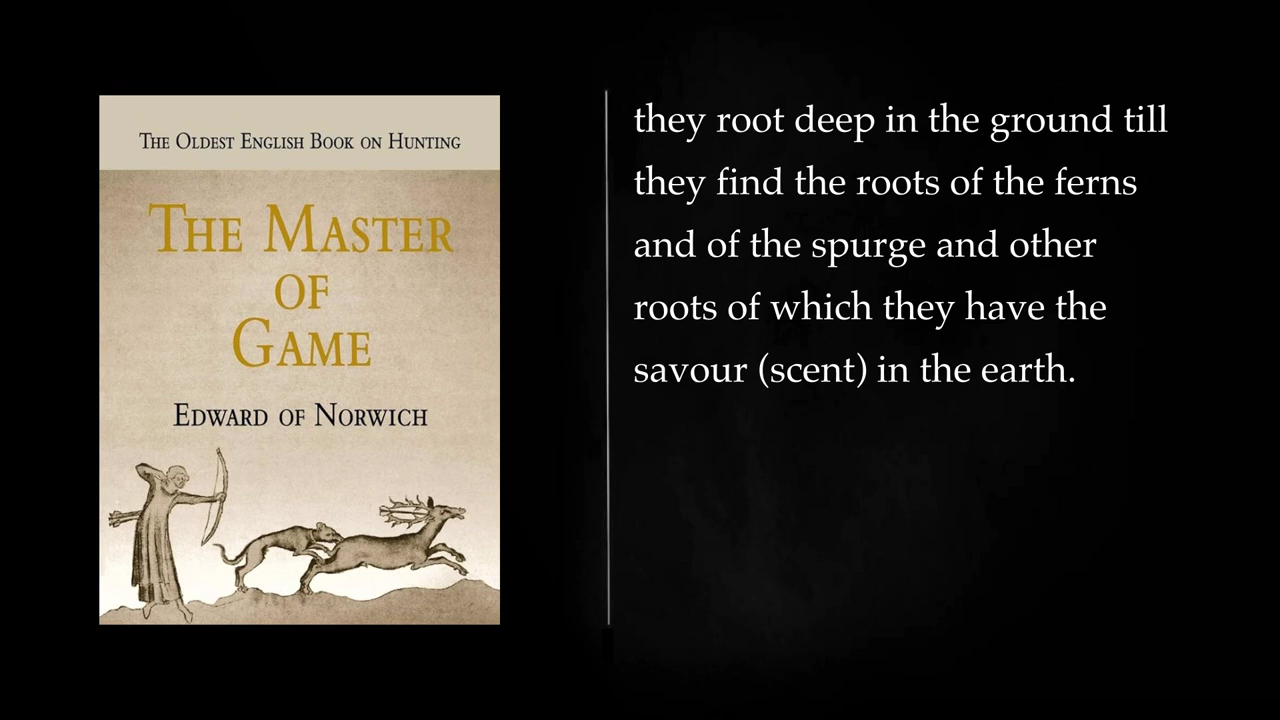 The Oldest English Book on Hunting
The Master
of
Game
Edward of Norwich
they root deep in the ground till
they find the roots of the ferns
and of the spurge and other
roots of which they have the
savour (scent) in the earth.